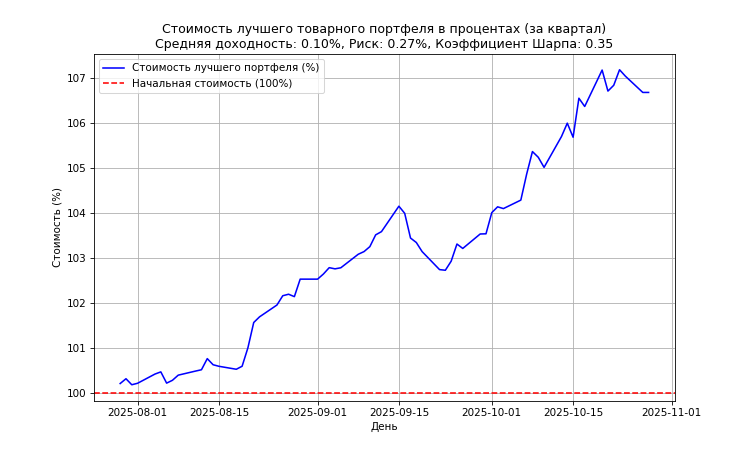 Стоимость лучшего товарного портфеля в процентах (за квартал)
Средняя доходность: 0.10%, Риск: 0.27%, Коэффициент Шарпа: 0.35
Стоимость лучшего портфеля (%)
Начальная стоимость (100%)
Стоимость (%)
107
106
105
104
103
102
101
100
2025-08-01 2025-08-15 2025-09-01 2025-09-15 2025-10-01 2025-10-15 2025-11-01
День